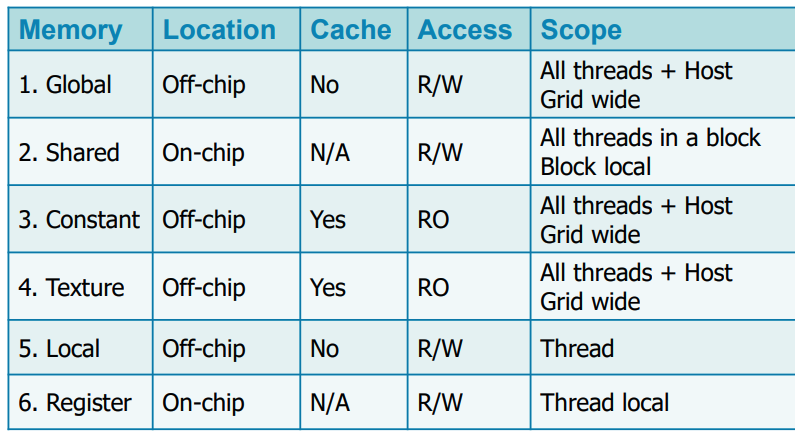 Memory Location Cache Access Scope
1. Global Off-chip No R/W All threads + Host
Grid wide
2. Shared On-chip N/A R/W All threads in a block
Block local
3. Constant Off-chip Yes RO All threads + Host
Grid wide
4. Texture Off-chip Yes RO All threads + Host
Grid wide
5. Local Off-chip No R/W Thread
6. Register On-chip N/A R/W Thread local